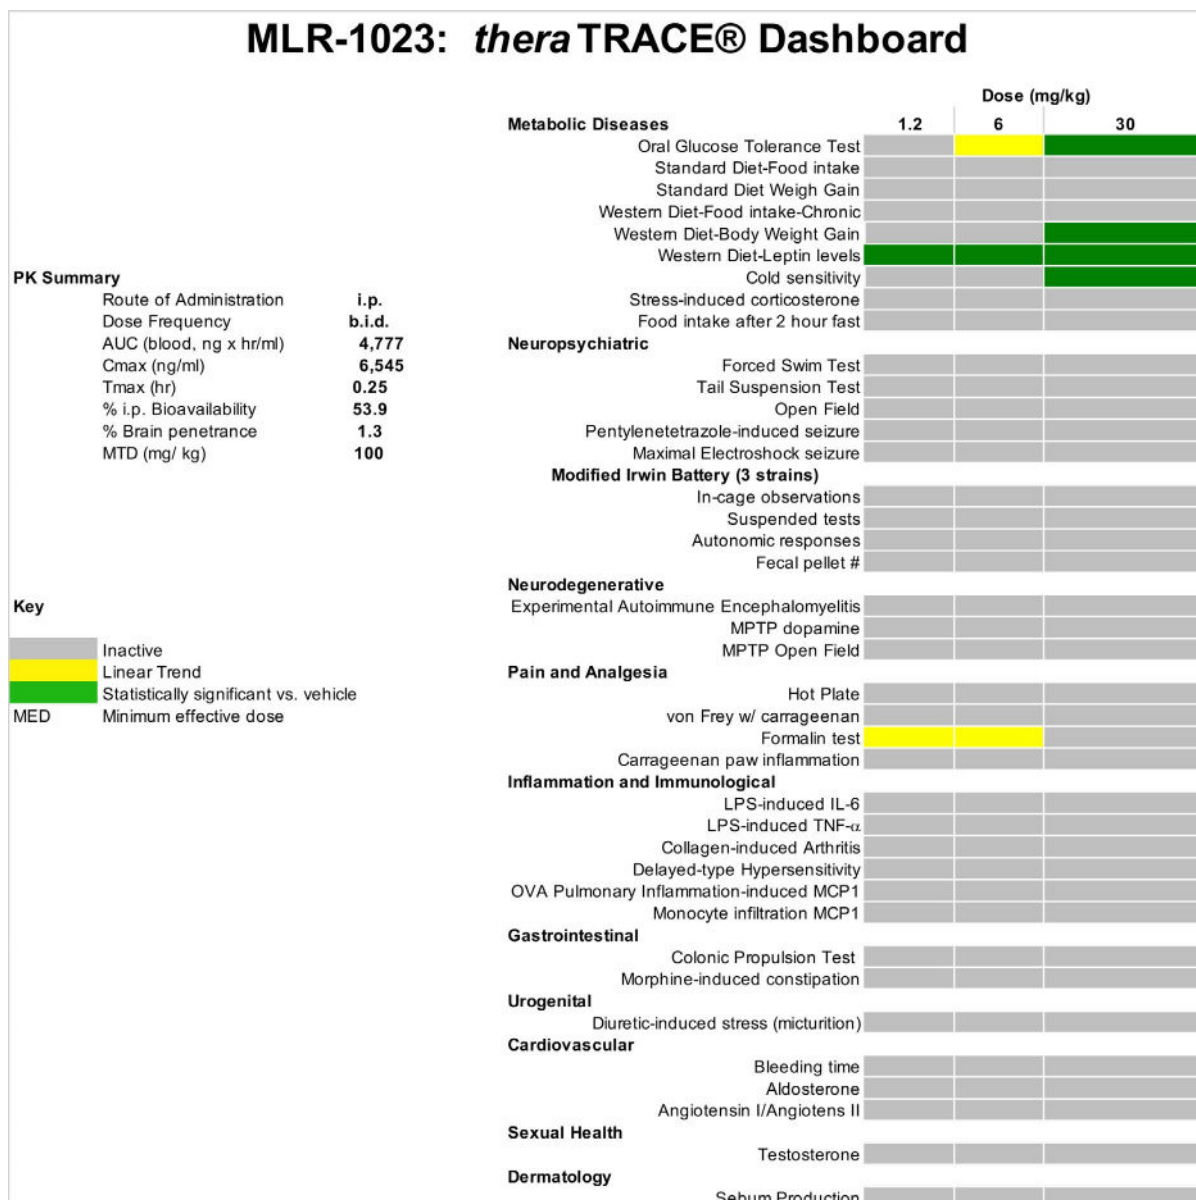 MLR-1023: theraTRACE® Dashboard
Dose (mg/kg)
Metabolic Diseases 1.2 6 30
Oral Glucose Tolerance Test
Standard Diet-Food intake
Standard Diet Weigh Gain
Western Diet-Food intake-Chronic
Western Diet-Body Weight Gain
Western Diet-Leptin levels
Cold sensitivity
Stress-induced corticosterone
Food intake after 2 hour fast
PK Summary
Route of Administration i.p.
Dose Frequency b.i.d.
AUC (blood, ng x hr/ml) 4,777
Cmax (ng/ml) 6,545
Tmax (hr) 0.25
% i.p. Bioavailability 53.9
% Brain penetrance 1.3
MTD (mg/ kg) 100
Neuropsychiatric
Forced Swim Test
Tail Suspension Test
Open Field
Pentylenetetrazole-induced seizure
Maximal Electroshock seizure
Modified Irwin Battery (3 strains)
In-cage observations
Suspended tests
Autonomic responses
Fecal pellet #
Neurodegenerative
Experimental Autoimmune Encephalomyelitis
MPTP dopamine
MPTP Open Field
Key
Inactive
Linear Trend
Statistically significant vs. vehicle
MED Minimum effective dose
Pain and Analgesia
Hot Plate
von Frey w/ carrageenan
Formalin test
Carrageenan paw inflammation
Inflammation and Immunological
LPS-induced IL-6
LPS-induced TNF-α
Collagen-induced Arthritis
Delayed-type Hypersensitivity
OVA Pulmonary Inflammation-induced MCP1
Monocyte infiltration MCP1
Gastrointestinal
Colonic Propulsion Test
Morphine-induced constipation
Urogenital
Diuretic-induced stress (micturition)
Cardiovascular
Bleeding time
Aldosterone
Angiotensin I/Angiotens II
Sexual Health
Testosterone
Dermatology
Sebum Production